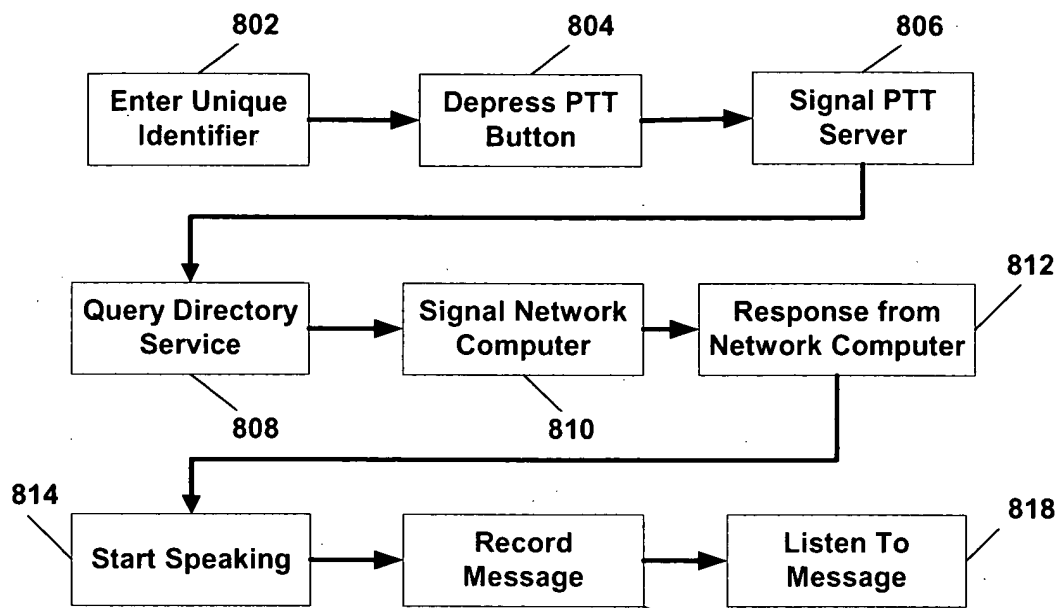 802
804
806
Enter Unique
Identifier
Depress PTT
Button
Signal PTT
Server
812
Query Directory
Service
Signal Network
Computer
Response from
Network Computer
808
810
814
818
Start Speaking
Record
Message
Listen To
Message